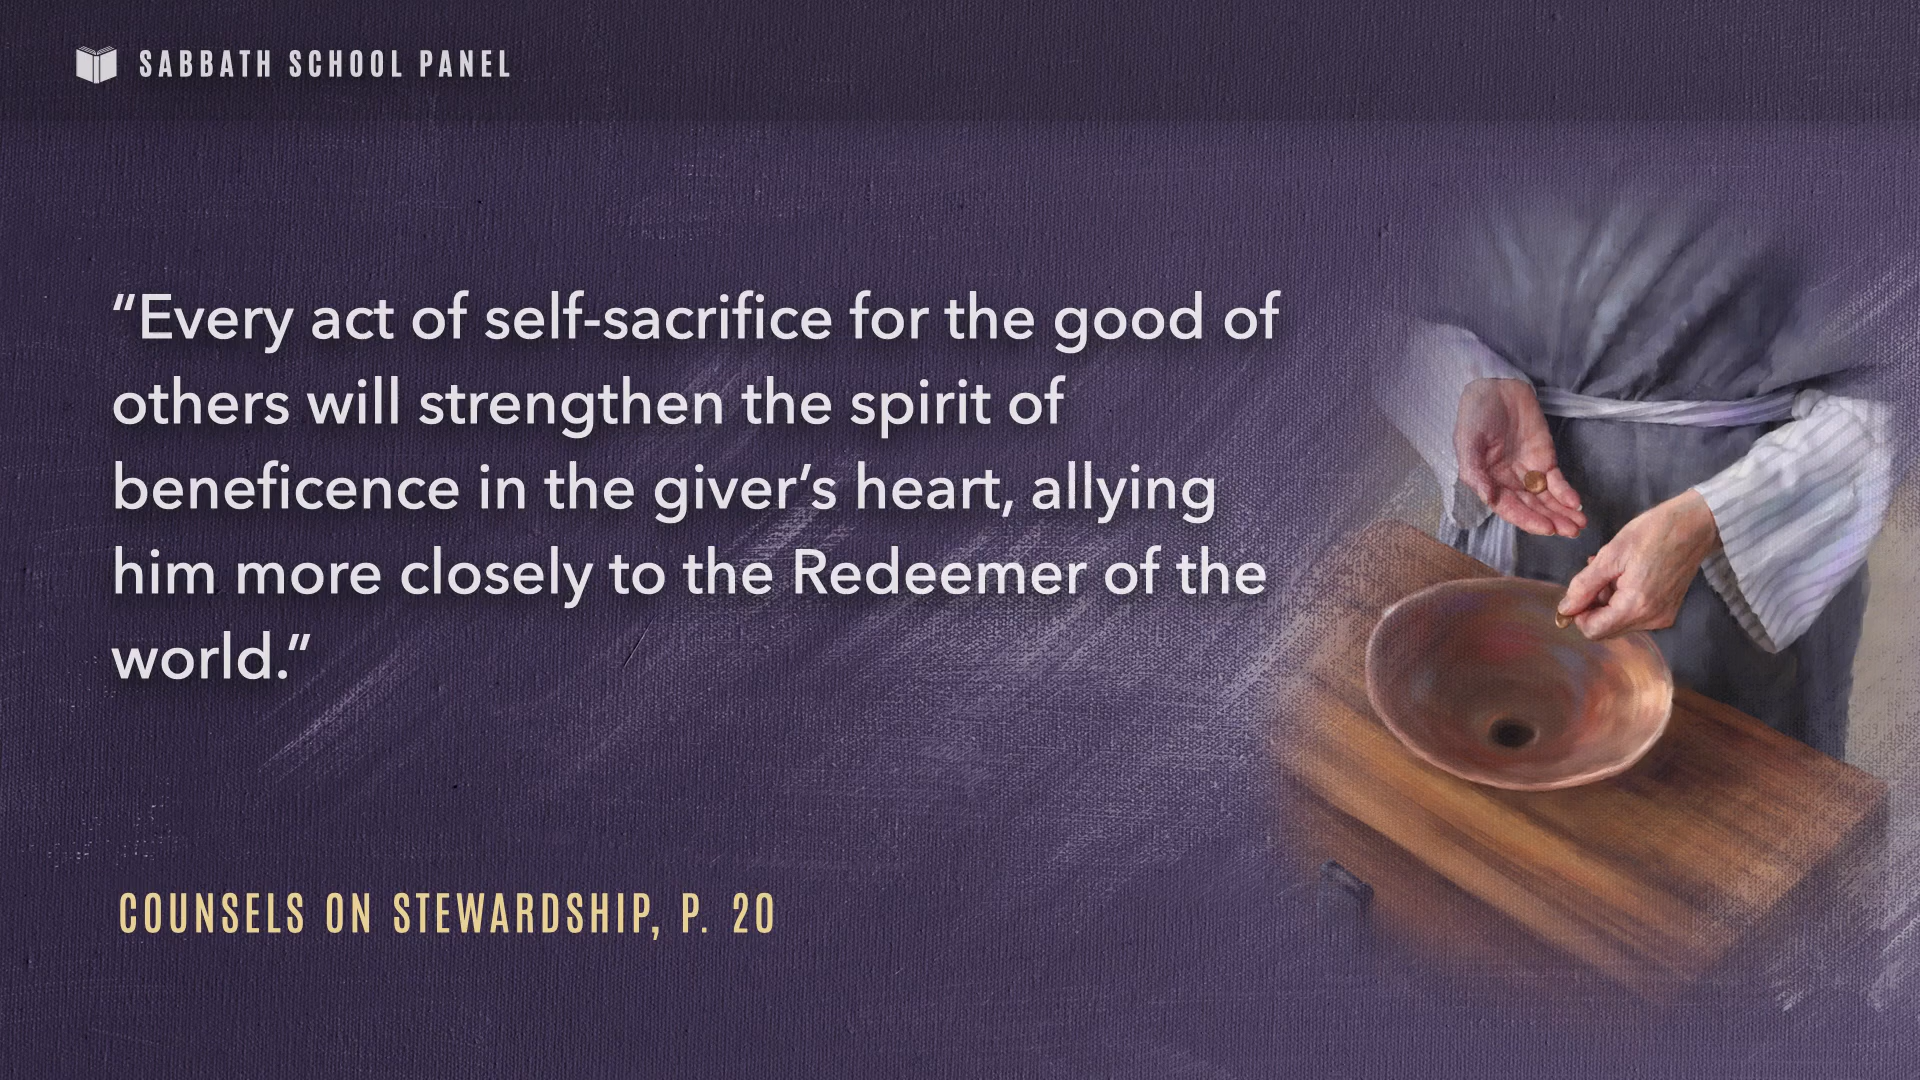 SABBATH SCHOOL PANEL
“Every act of self-sacrifice for the good of
others will strengthen the spirit of
beneficence in the giver’s heart, allying
him more closely to the Redeemer of the
world.”
COUNSELS ON STEWARDSHIP, P. 20